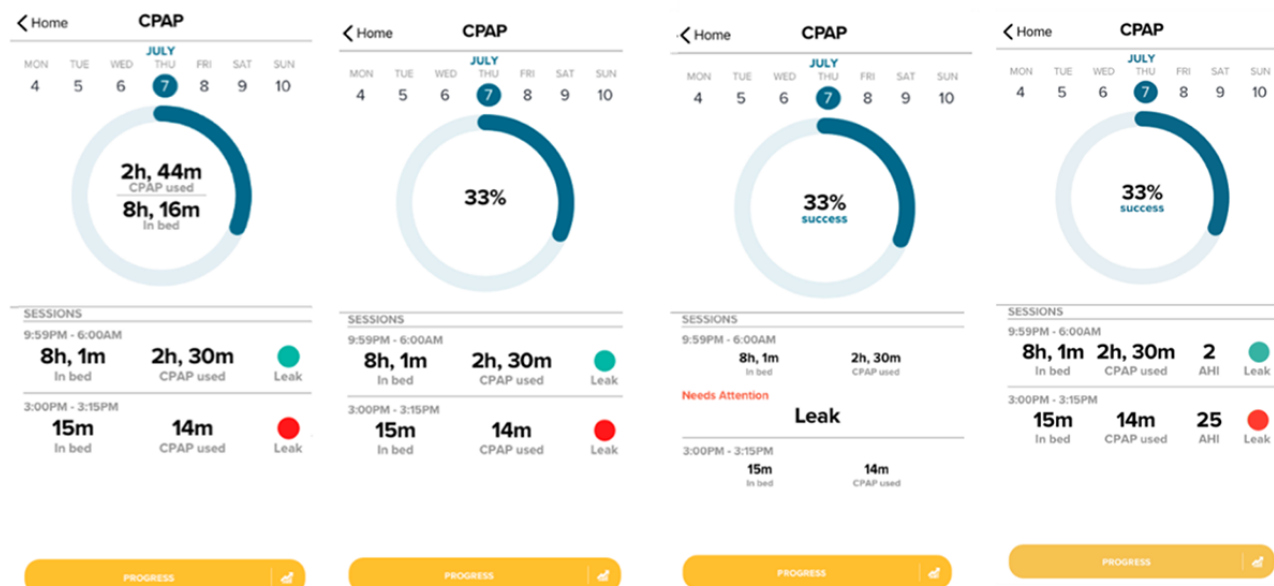 Home CPAP
JULY
MON TUE WED THU FRI SAT SUN
4 5 6 7 8 9 10
2h, 44m
CPAP used
8h, 16m
In bed
SESSIONS
9:59PM - 6:00AM
8h, 1m 2h, 30m
In bed CPAP used Leak
3:00PM - 3:15PM
15m 14m
In bed CPAP used Leak
PROGRESS
Home CPAP
JULY
MON TUE WED THU FRI SAT SUN
4 5 6 7 8 9 10
33%
SESSIONS
9:59PM - 6:00AM
8h, 1m 2h, 30m
In bed CPAP used Leak
3:00PM - 3:15PM
15m 14m
In bed CPAP used Leak
PROGRESS
Home CPAP
JULY
MON TUE WED THU FRI SAT SUN
4 5 6 7 8 9 10
33%
success
SESSIONS
9:59PM - 6:00AM
8h, 1m 2h, 30m
In bed CPAP used
Needs Attention
Leak
3:00PM - 3:15PM
15m 14m
In bed CPAP used
PROGRESS
Home CPAP
JULY
MON TUE WED THU FRI SAT SUN
4 5 6 7 8 9 10
33%
success
SESSIONS
9:59PM - 6:00AM
8h, 1m 2h, 30m 2
In bed CPAP used AHI Leak
3:00PM - 3:15PM
15m 14m 25
In bed CPAP used AHI Leak
PROGRESS